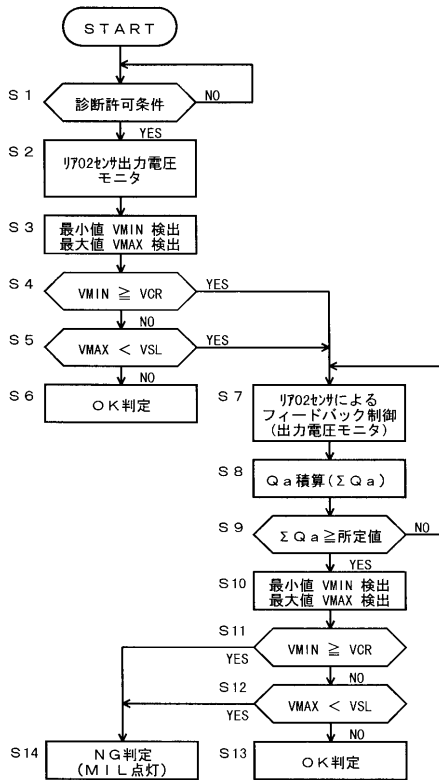 START
S1
診断許可条件
NO
YES
S2
ﾘｱO2ｾﾝｻ出力電圧
モニタ
S3
最小値 VMIN 検出
最大値 VMAX 検出
S4
VMIN ≧ VCR
YES
NO
S5
VMAX < VSL
YES
NO
S6
OK判定
S7
ﾘｱO2ｾﾝｻによる
フィードバック制御
(出力電圧モニタ)
S8
Qa積算(ΣQa)
S9
ΣQa≧所定値
NO
YES
S10
最小値 VMIN 検出
最大値 VMAX 検出
S11
VMIN ≧ VCR
YES
NO
S12
VMAX < VSL
YES
NO
S14
NG判定
(MIL点灯)
S13
OK判定